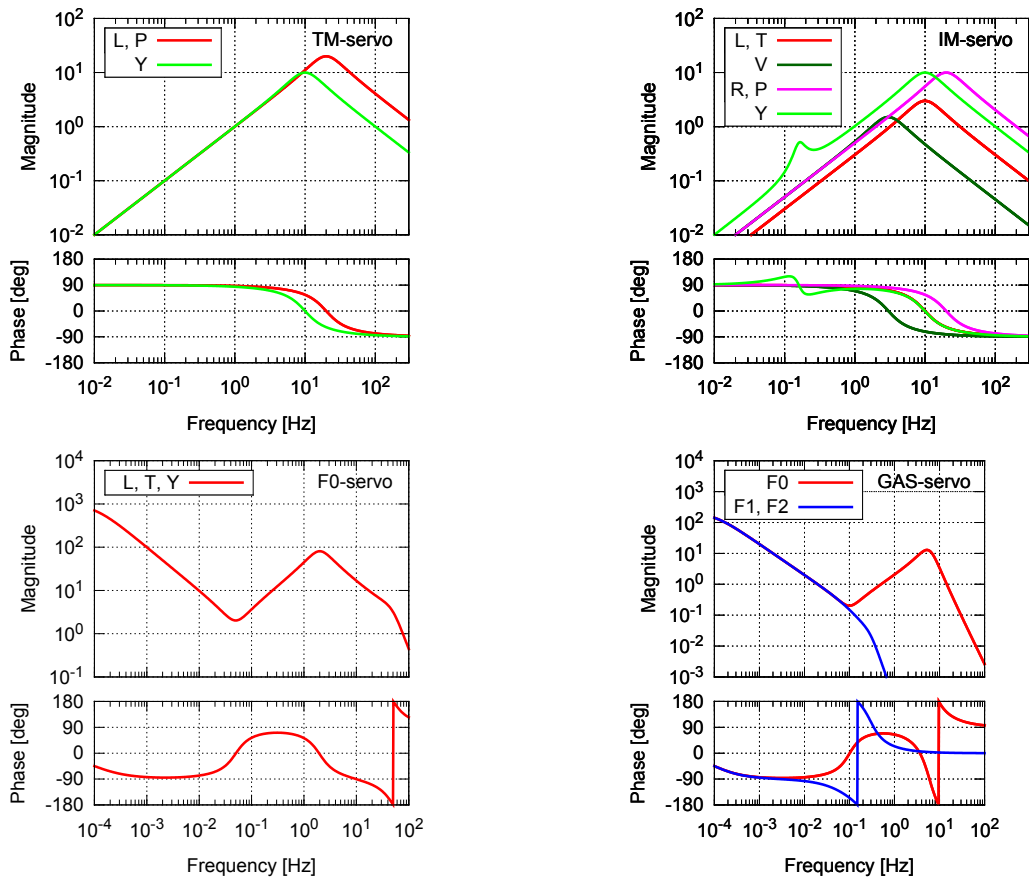 TM-servo
L, P
Y
Magnitude
10^2
10^1
10^0
10^-1
10^-2
Phase [deg]
180
90
0
-90
-180
10^-2 10^-1 10^0 10^1 10^2
Frequency [Hz]
IM-servo
L, T
V
R, P
Y
Magnitude
10^2
10^1
10^0
10^-1
10^-2
Phase [deg]
180
90
0
-90
-180
10^-2 10^-1 10^0 10^1 10^2
Frequency [Hz]
F0-servo
L, T, Y
Magnitude
10^4
10^3
10^2
10^1
10^0
10^-1
Phase [deg]
180
90
0
-90
-180
10^-4 10^-3 10^-2 10^-1 10^0 10^1 10^2
Frequency [Hz]
GAS-servo
F0
F1, F2
Magnitude
10^4
10^3
10^2
10^1
10^0
10^-1
10^-2
10^-3
Phase [deg]
180
90
0
-90
-180
10^-4 10^-3 10^-2 10^-1 10^0 10^1 10^2
Frequency [Hz]